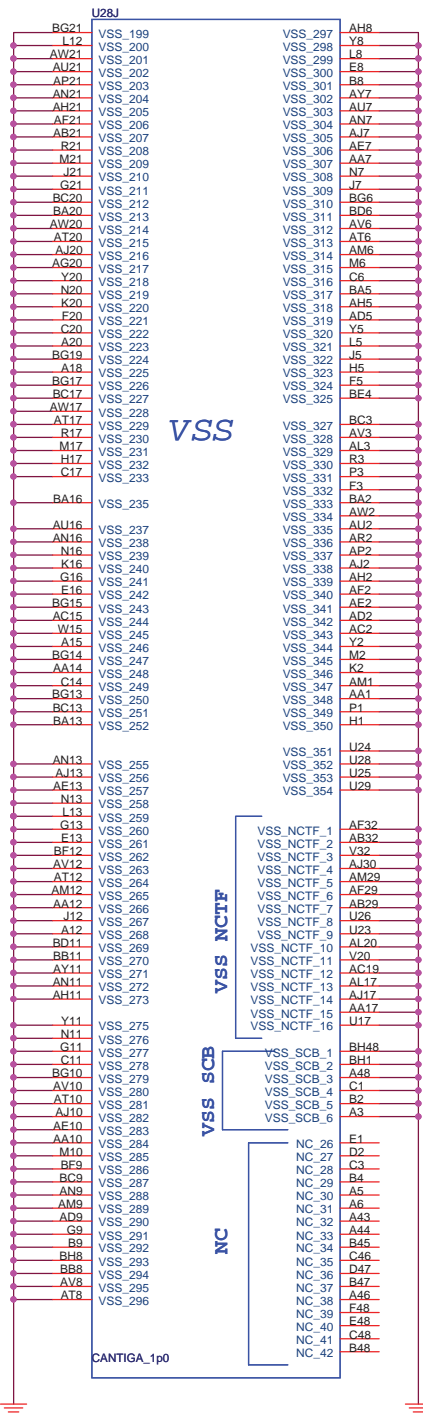 U28J
BG21 VSS_199
L12 VSS_200
AW21 VSS_201
AU21 VSS_202
AP21 VSS_203
AN21 VSS_204
AH21 VSS_205
AF21 VSS_206
AB21 VSS_207
R21 VSS_208
M21 VSS_209
J21 VSS_210
G21 VSS_211
BC20 VSS_212
BA20 VSS_213
AW20 VSS_214
AT20 VSS_215
AJ20 VSS_216
AG20 VSS_217
Y20 VSS_218
N20 VSS_219
K20 VSS_220
F20 VSS_221
C20 VSS_222
A20 VSS_223
BG19 VSS_224
A18 VSS_225
BG17 VSS_226
BC17 VSS_227
AW17 VSS_228
AT17 VSS_229
R17 VSS_230
M17 VSS_231
H17 VSS_232
C17 VSS_233
BA16 VSS_235
AU16 VSS_237
AN16 VSS_238
N16 VSS_239
K16 VSS_240
G16 VSS_241
E16 VSS_242
BG15 VSS_243
AC15 VSS_244
W15 VSS_245
A15 VSS_246
BG14 VSS_247
AA14 VSS_248
C14 VSS_249
BG13 VSS_250
BC13 VSS_251
BA13 VSS_252
AN13 VSS_255
AJ13 VSS_256
AE13 VSS_257
N13 VSS_258
L13 VSS_259
G13 VSS_260
E13 VSS_261
BF12 VSS_262
AV12 VSS_263
AT12 VSS_264
AM12 VSS_265
AA12 VSS_266
J12 VSS_267
A12 VSS_268
BD11 VSS_269
BB11 VSS_270
AY11 VSS_271
AN11 VSS_272
AH11 VSS_273
Y11 VSS_275
N11 VSS_276
G11 VSS_277
C11 VSS_278
BG10 VSS_279
AV10 VSS_280
AT10 VSS_281
AJ10 VSS_282
AE10 VSS_283
AA10 VSS_284
M10 VSS_285
BF9 VSS_286
BC9 VSS_287
AN9 VSS_288
AM9 VSS_289
AD9 VSS_290
G9 VSS_291
B9 VSS_292
BH8 VSS_293
BB8 VSS_294
AV8 VSS_295
AT8 VSS_296
VSS
VSS_297 AH8
VSS_298 Y8
VSS_299 L8
VSS_300 E8
VSS_301 B8
VSS_302 AY7
VSS_303 AU7
VSS_304 AN7
VSS_305 AJ7
VSS_306 AE7
VSS_307 AA7
VSS_308 N7
VSS_309 J7
VSS_310 BG6
VSS_311 BD6
VSS_312 AV6
VSS_313 AT6
VSS_314 AM6
VSS_315 M6
VSS_316 C6
VSS_317 BA5
VSS_318 AH5
VSS_319 AD5
VSS_320 Y5
VSS_321 L5
VSS_322 J5
VSS_323 H5
VSS_324 F5
VSS_325 BE4
VSS_327 BC3
VSS_328 AV3
VSS_329 AL3
VSS_330 R3
VSS_331 P3
VSS_332 F3
VSS_333 BA2
VSS_334 AW2
VSS_335 AU2
VSS_336 AR2
VSS_337 AP2
VSS_338 AJ2
VSS_339 AH2
VSS_340 AF2
VSS_341 AE2
VSS_342 AD2
VSS_343 AC2
VSS_344 Y2
VSS_345 M2
VSS_346 K2
VSS_347 AM1
VSS_348 AA1
VSS_349 P1
VSS_350 H1
VSS_351 U24
VSS_352 U28
VSS_353 U25
VSS_354 U29
VSS NCTF
VSS_NCTF_1 AF32
VSS_NCTF_2 AB32
VSS_NCTF_3 V32
VSS_NCTF_4 AJ30
VSS_NCTF_5 AM29
VSS_NCTF_6 AF29
VSS_NCTF_7 AB29
VSS_NCTF_8 U26
VSS_NCTF_9 U23
VSS_NCTF_10 AL20
VSS_NCTF_11 V20
VSS_NCTF_12 AC19
VSS_NCTF_13 AL17
VSS_NCTF_14 AJ17
VSS_NCTF_15 AA17
VSS_NCTF_16 U17
VSS SCB
VSS_SCB_1 BH48
VSS_SCB_2 BH1
VSS_SCB_3 A48
VSS_SCB_4 C1
VSS_SCB_5 B2
VSS_SCB_6 A3
NC
NC_26 E1
NC_27 D2
NC_28 C3
NC_29 B4
NC_30 A5
NC_31 A6
NC_32 A43
NC_33 A44
NC_34 B45
NC_35 C46
NC_36 D47
NC_37 B47
NC_38 A46
NC_39 F48
NC_40 E48
NC_41 C48
NC_42 B48
CANTIGA_1p0